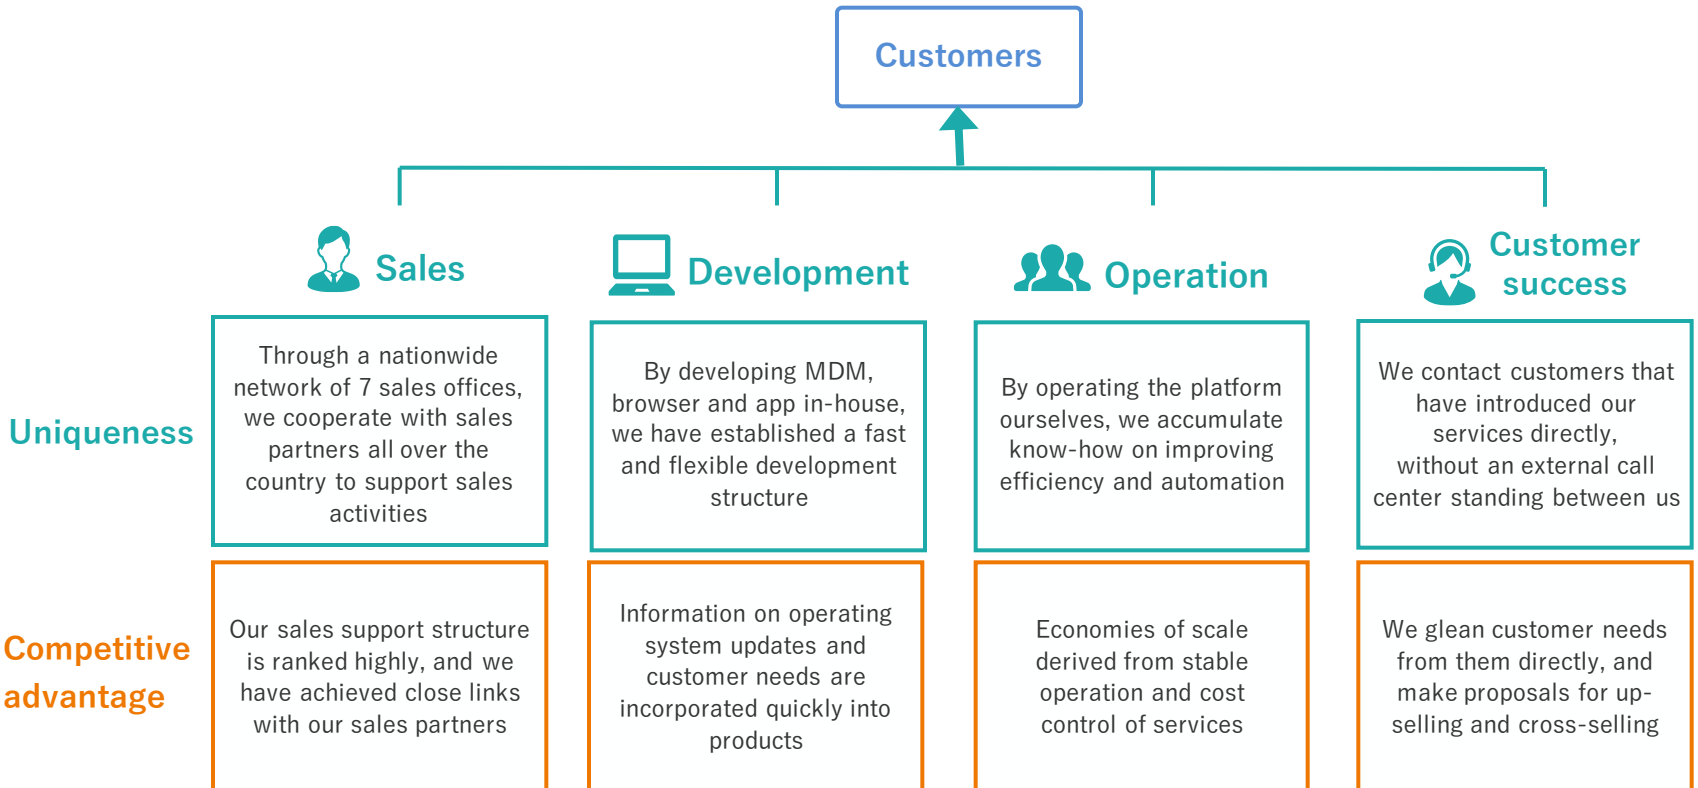 Customers
Sales
Development
Operation
Customer
success
Uniqueness
Through a nationwide
network of 7 sales offices,
we cooperate with sales
partners all over the
country to support sales
activities
By developing MDM,
browser and app in-house,
we have established a fast
and flexible development
structure
By operating the platform
ourselves, we accumulate
know-how on improving
efficiency and automation
We contact customers that
have introduced our
services directly,
without an external call
center standing between us
Competitive
advantage
Our sales support structure
is ranked highly, and we
have achieved close links
with our sales partners
Information on operating
system updates and
customer needs are
incorporated quickly into
products
Economies of scale
derived from stable
operation and cost
control of services
We glean customer needs
from them directly, and
make proposals for up-
selling and cross-selling